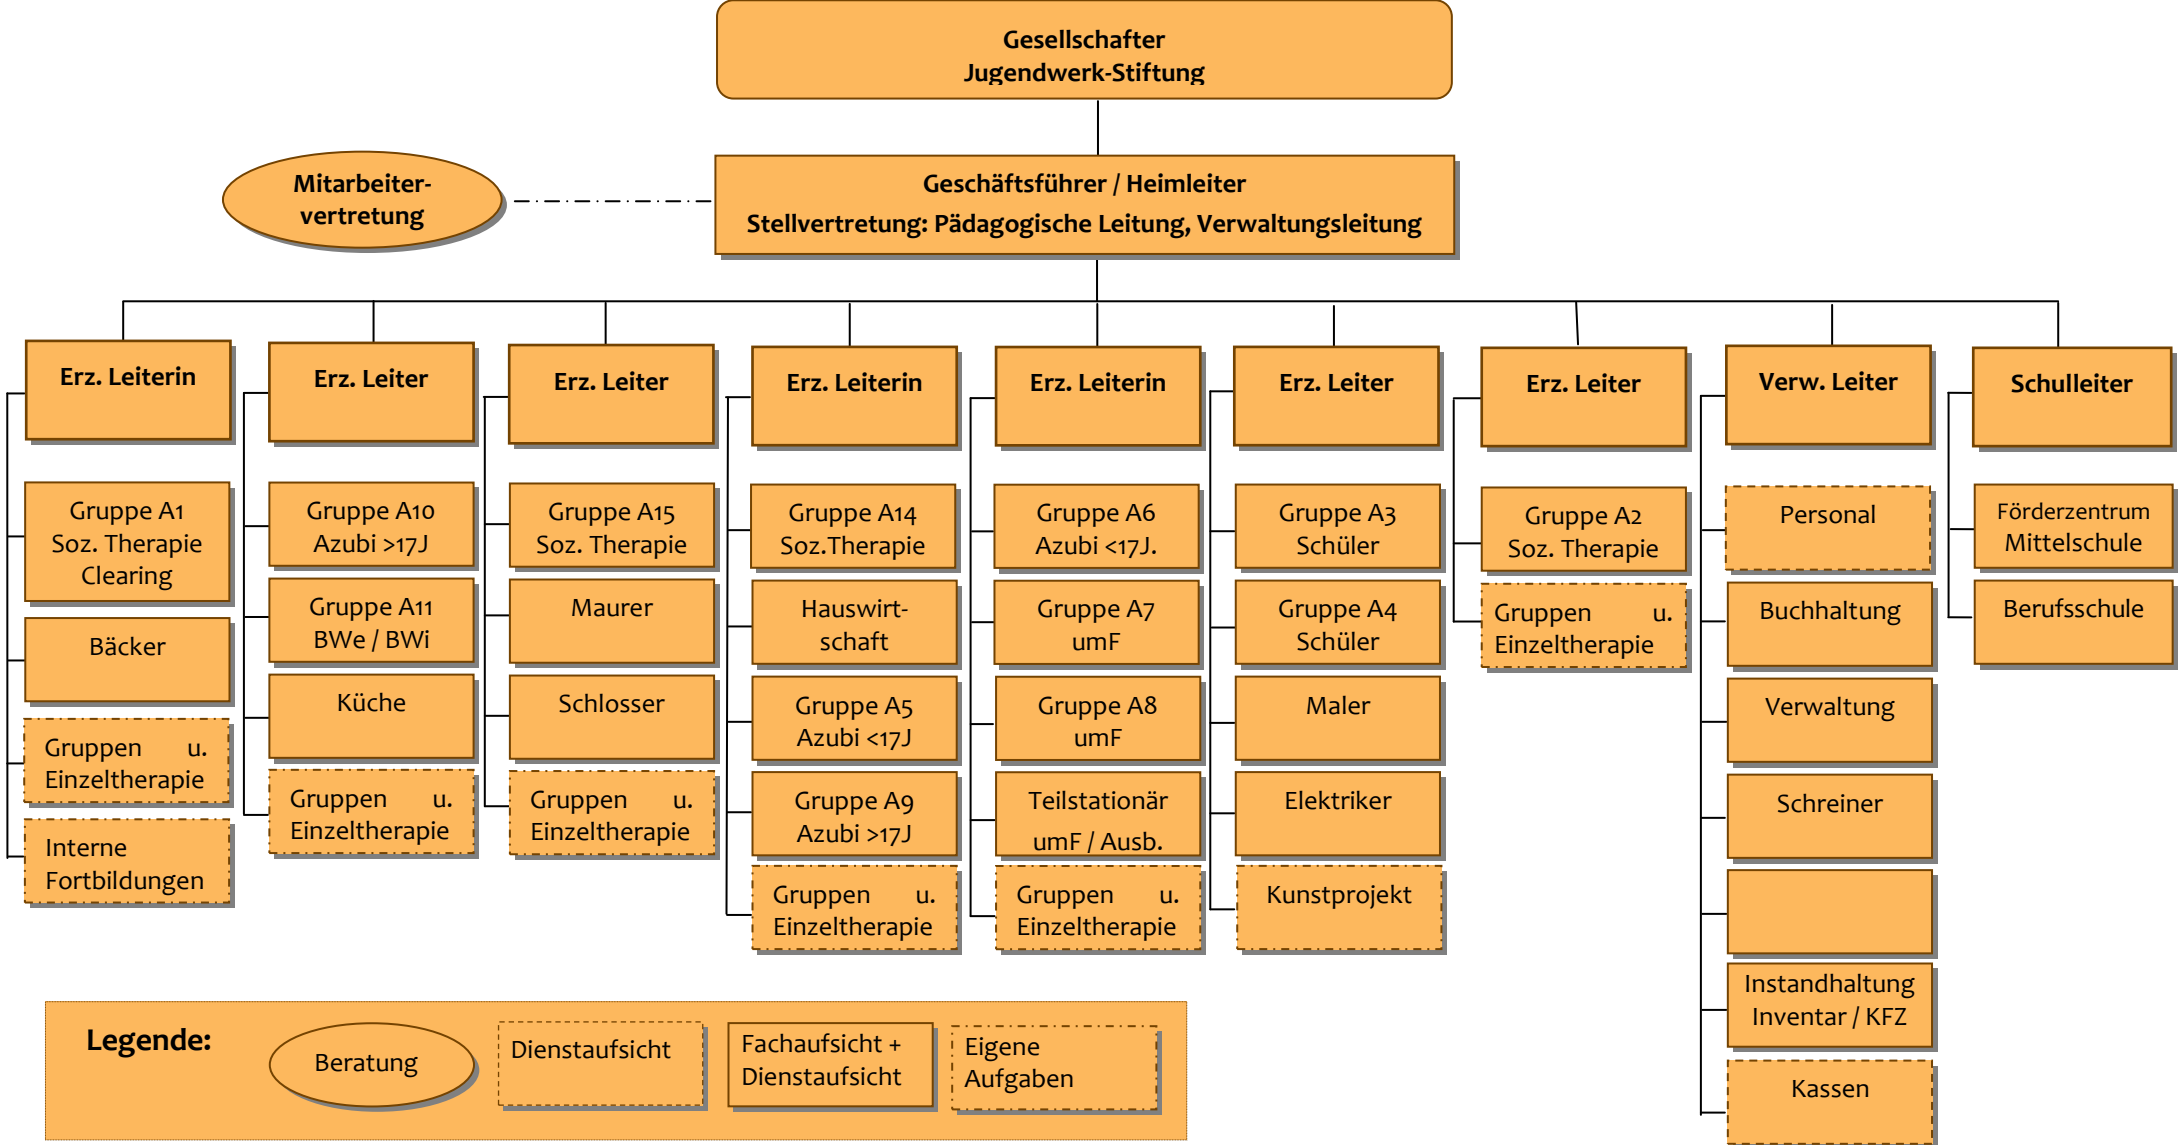 Gesellschafter
Jugendwerk-Stiftung
Mitarbeiter-
vertretung
Geschäftsführer / Heimleiter
Stellvertretung: Pädagogische Leitung, Verwaltungsleitung
Erz. Leiterin
Gruppe A1
Soz. Therapie
Clearing
Bäcker
Gruppen u.
Einzeltherapie
Interne
Fortbildungen
Erz. Leiter
Gruppe A10
Azubi >17J
Gruppe A11
BWe / BWi
Küche
Gruppen u.
Einzeltherapie
Erz. Leiter
Gruppe A15
Soz. Therapie
Maurer
Schlosser
Gruppen u.
Einzeltherapie
Erz. Leiterin
Gruppe A14
Soz.Therapie
Hauswirt-
schaft
Gruppe A5
Azubi <17J
Gruppe A9
Azubi >17J
Gruppen u.
Einzeltherapie
Erz. Leiterin
Gruppe A6
Azubi <17J.
Gruppe A7
umF
Gruppe A8
umF
Teilstationär
umF / Ausb.
Gruppen u.
Einzeltherapie
Erz. Leiter
Gruppe A3
Schüler
Gruppe A4
Schüler
Maler
Elektriker
Kunstprojekt
Erz. Leiter
Gruppe A2
Soz. Therapie
Gruppen u.
Einzeltherapie
Verw. Leiter
Personal
Buchhaltung
Verwaltung
Schreiner
Instandhaltung
Inventar / KFZ
Kassen
Schulleiter
Förderzentrum
Mittelschule
Berufsschule
Legende:
Beratung
Dienstaufsicht
Fachaufsicht +
Dienstaufsicht
Eigene
Aufgaben